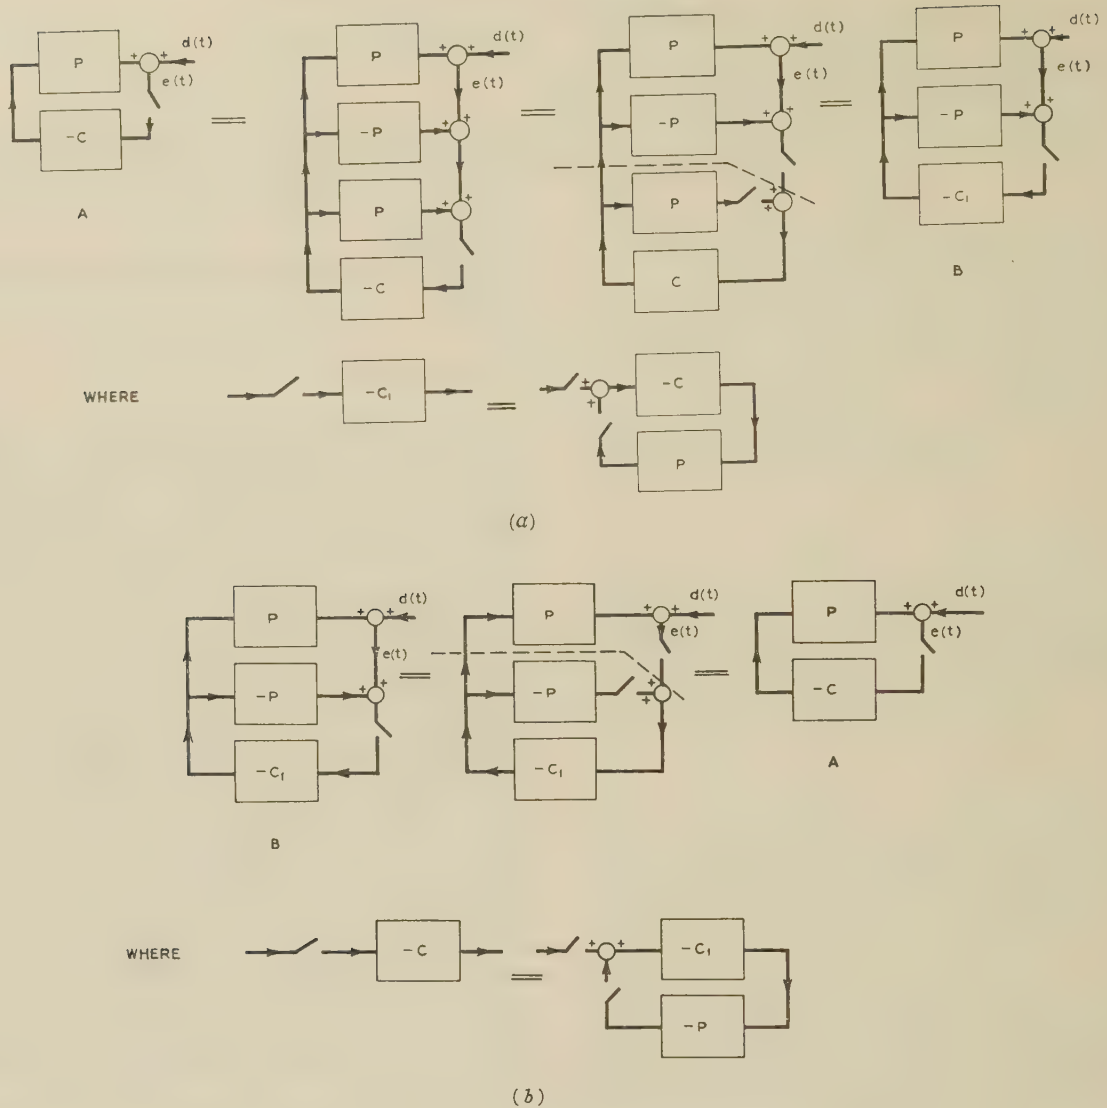 P + + d(t)
e(t)
-C
A
=
P + + d(t)
e(t)
-P + +
P + +
-C
=
P + + d(t)
e(t)
-P + +
P + +
C
=
P + + d(t)
e(t)
-P + +
-C₁
B
WHERE -C₁ = + -C
+
P
(a)
P + + d(t)
e(t)
-P + +
-C₁
B
=
P + + d(t)
e(t)
-P + +
-C₁
=
P + + d(t)
e(t)
-C
A
WHERE -C = + + -C₁
-P
(b)